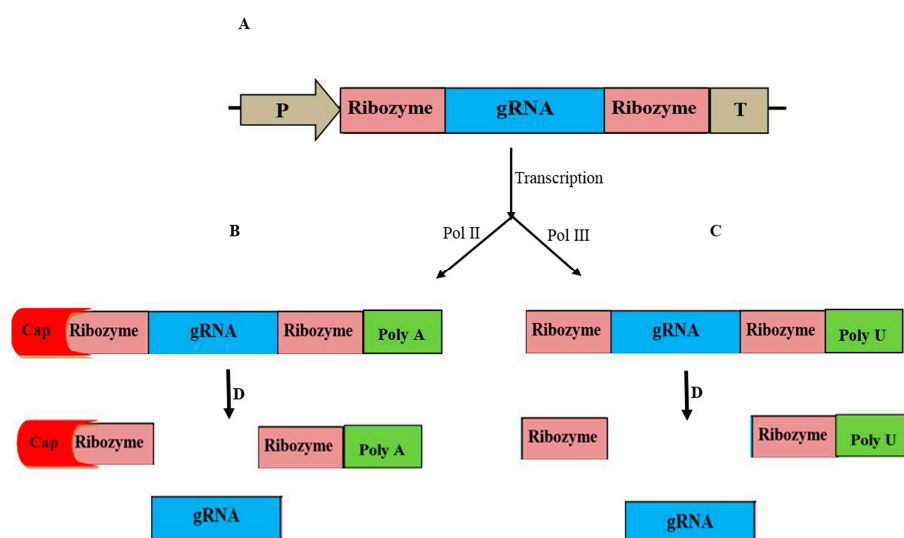 A
P Ribozyme gRNA Ribozyme T
Transcription
B Pol II Pol III C
Cap Ribozyme gRNA Ribozyme Poly A
Ribozyme gRNA Ribozyme Poly U
D D
Cap Ribozyme Ribozyme Poly A
Ribozyme Ribozyme Poly U
gRNA gRNA